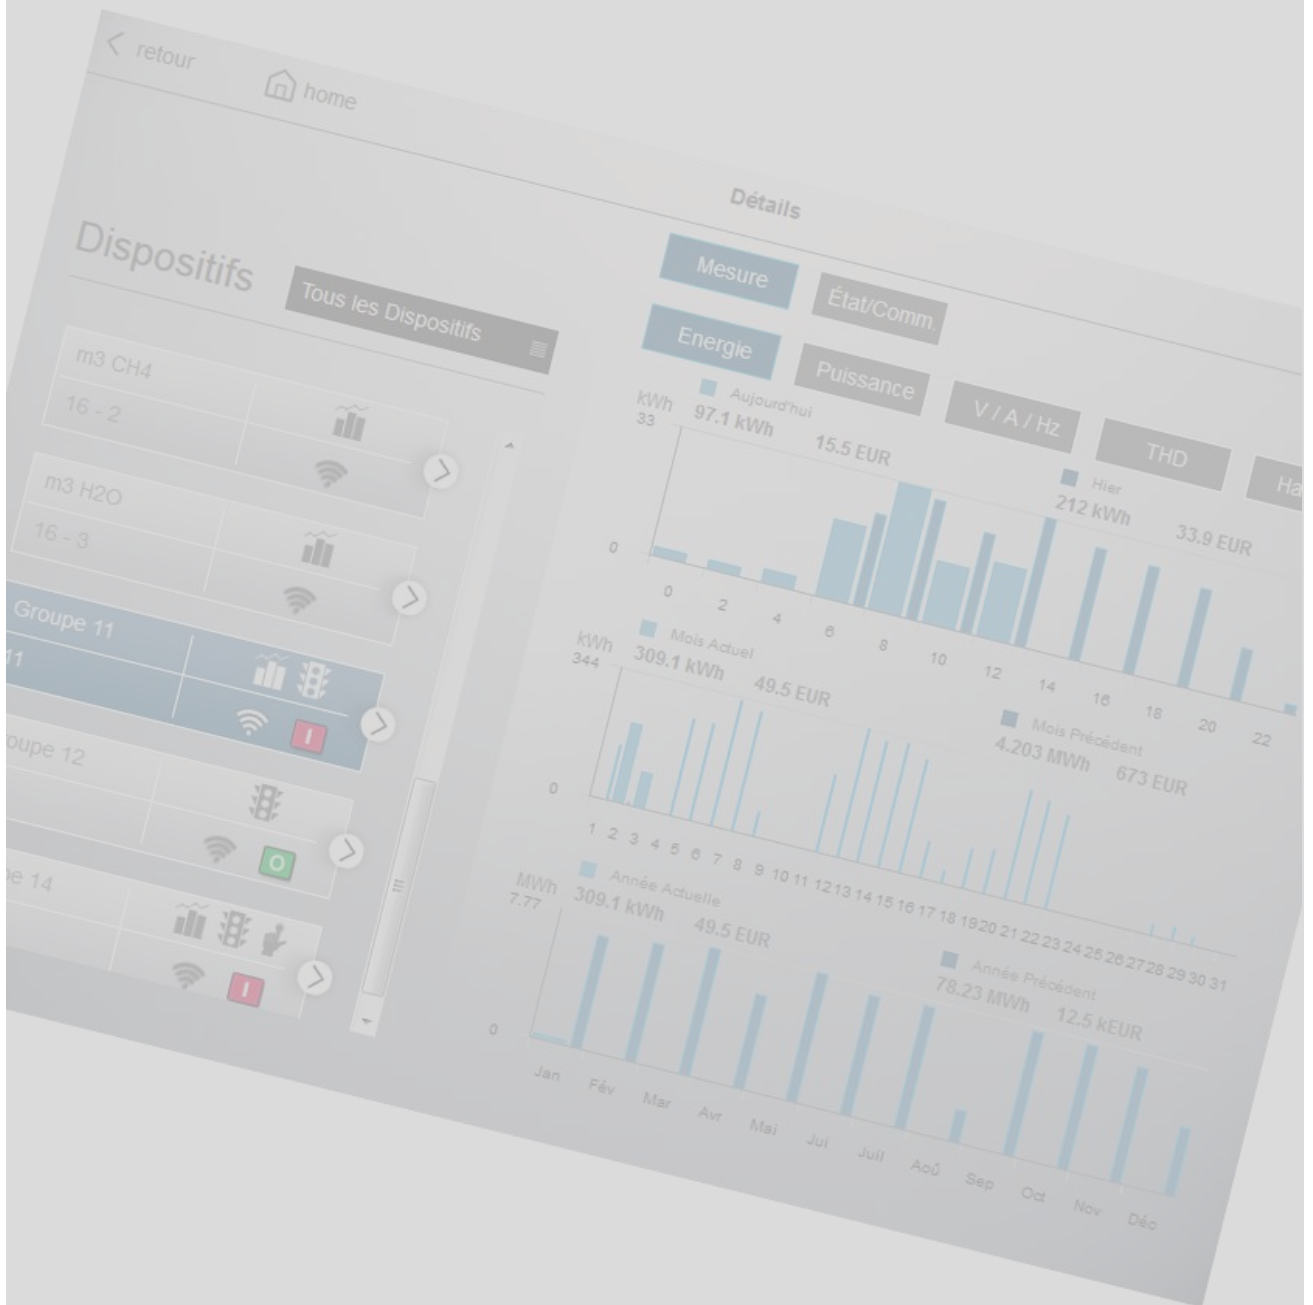 retour
home
Détails
Dispositifs
Tous les Dispositifs
m3 CH4
16 - 2
m3 H2O
16 - 3
Groupe 11
11
oupe 12
pe 14
Mesure
État/Comm.
Energie
Puissance
V / A / Hz
THD
Ha
kWh
33
0
Aujourd'hui
97.1 kWh 15.5 EUR
Hier
212 kWh 33.9 EUR
0 2 4 6 8 10 12 14 16 18 20 22
kWh
344
0
Mois Actuel
309.1 kWh 49.5 EUR
Mois Précédent
4.203 MWh 673 EUR
1 2 3 4 5 6 7 8 9 10 11 12 13 14 15 16 17 18 19 20 21 22 23 24 25 26 27 28 29 30 31
MWh
7.77
0
Année Actuelle
309.1 kWh 49.5 EUR
Année Précédent
78.23 MWh 12.5 kEUR
Jan Fév Mar Avr Mai Jui Juil Aoû Sep Oct Nov Déc